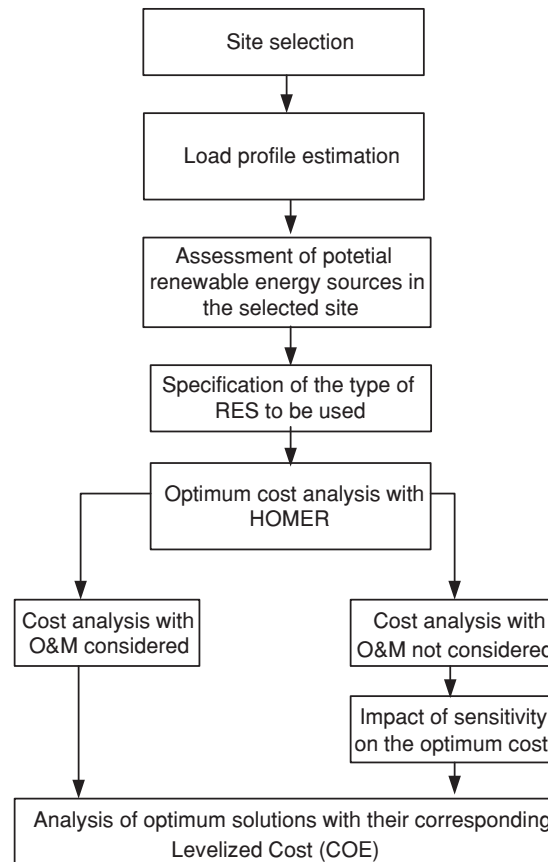 Site selection
Load profile estimation
Assessment of potetial
renewable energy sources in
the selected site
Specification of the type of
RES to be used
Optimum cost analysis with
HOMER
Cost analysis with
O&M considered
Cost analysis with
O&M not considered
Impact of sensitivity
on the optimum cost
Analysis of optimum solutions with their corresponding
Levelized Cost (COE)